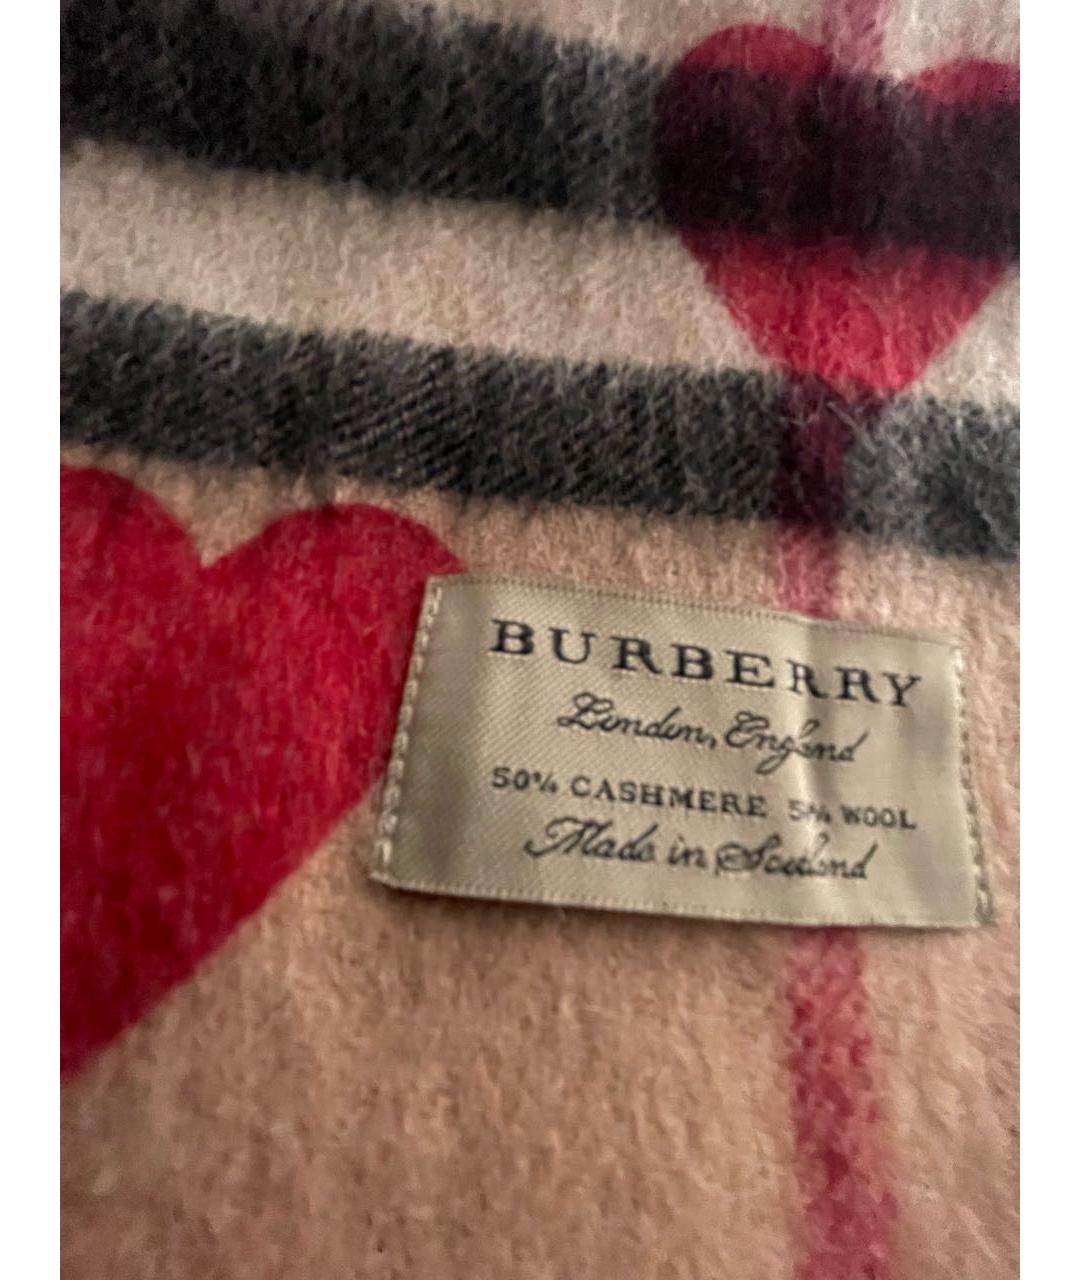 BURBERRY
London, England
50% CASHMERE 5% WOOL
Made in Scotland